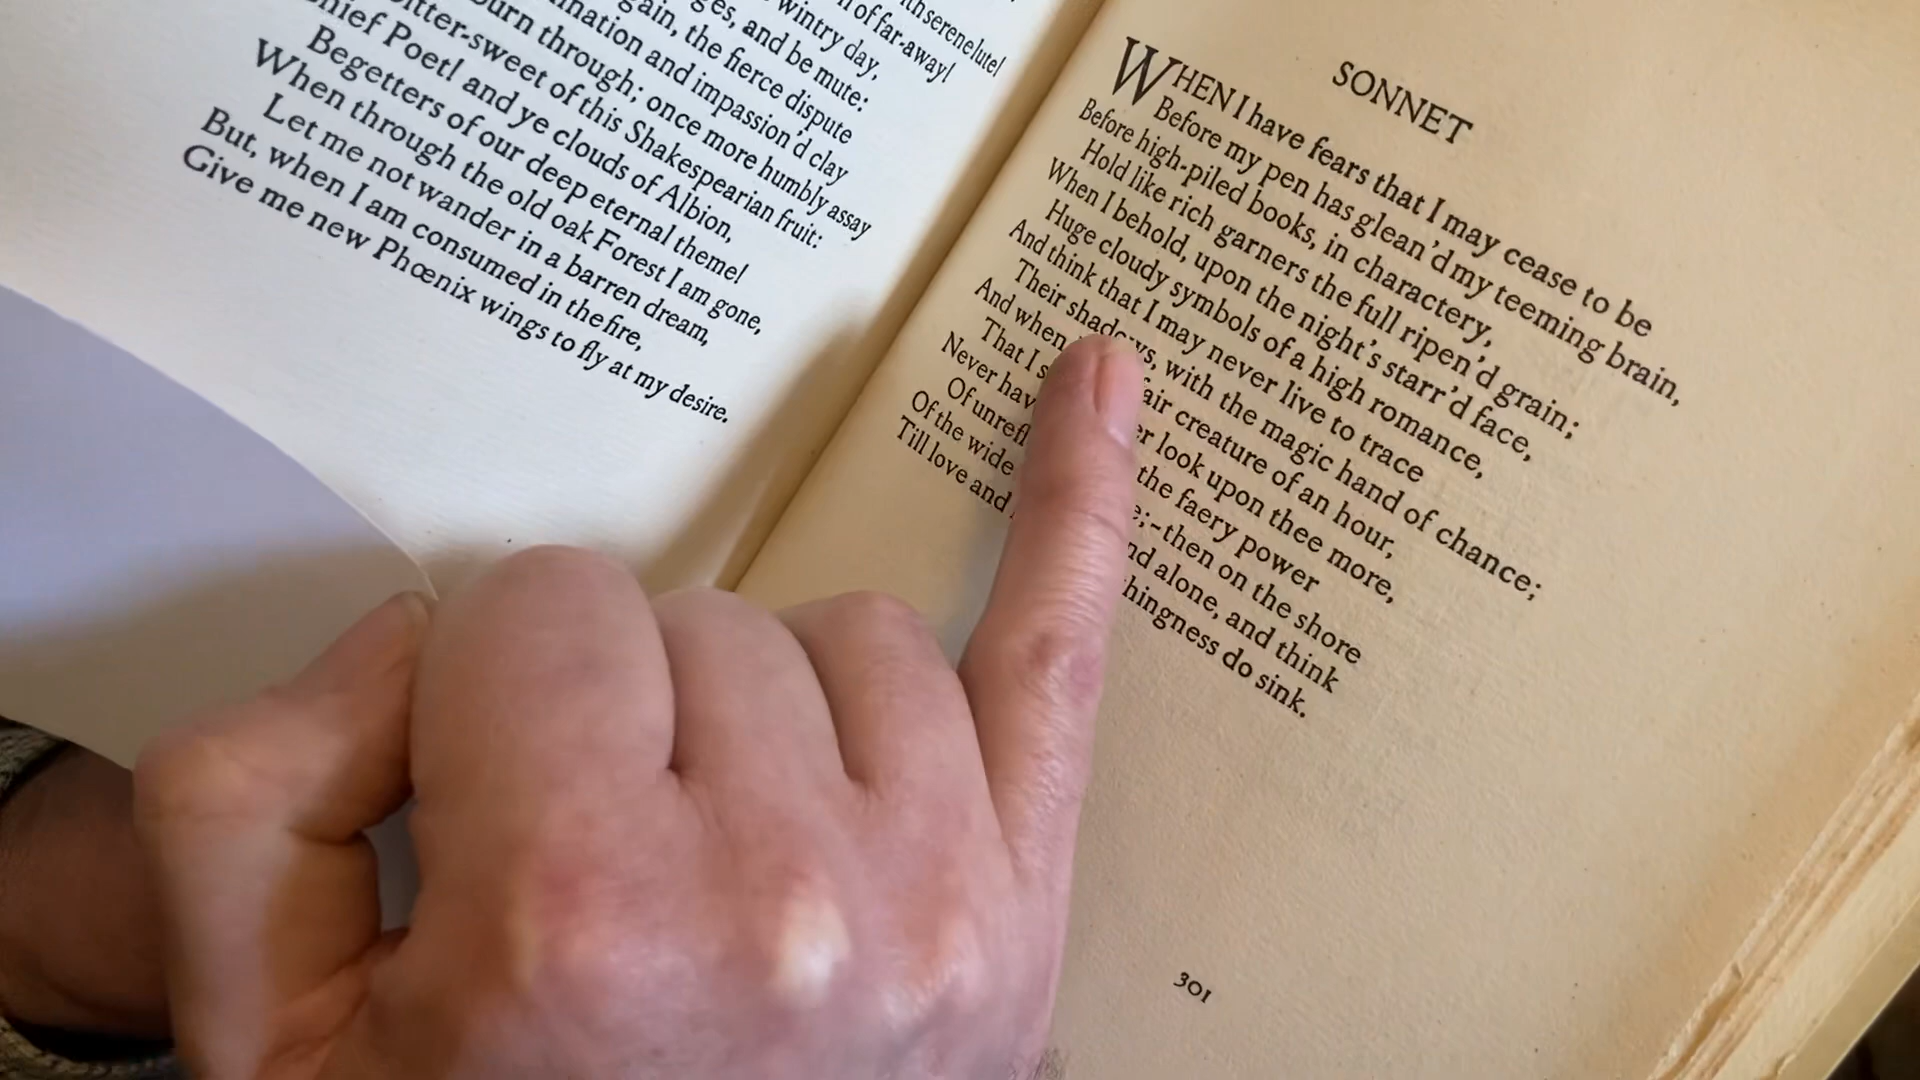 ith serene lute!
n of far-away!
wintry day,
ges, and be mute:
gain, the fierce dispute
nation and impassion'd clay
burn through; once more humbly assay
bitter-sweet of this Shakespearian fruit:
hief Poet! and ye clouds of Albion,
Begetters of our deep eternal theme!
When through the old oak Forest I am gone,
Let me not wander in a barren dream,
But, when I am consumed in the fire,
Give me new Phœnix wings to fly at my desire.
SONNET
WHEN I have fears that I may cease to be
Before my pen has glean'd my teeming brain,
Before high-piled books, in charactery,
Hold like rich garners the full ripen'd grain;
When I behold, upon the night's starr'd face,
Huge cloudy symbols of a high romance,
And think that I may never live to trace
Their shadows, with the magic hand of chance;
And when fair creature of an hour,
That I s er look upon thee more,
Never hav the faery power
Of unrefl e;-then on the shore
Of the wide nd alone, and think
Till love and hingness do sink.
301